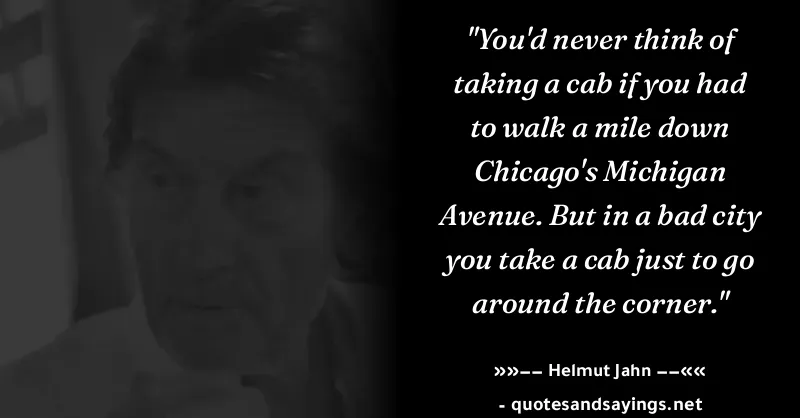 "You'd never think of
taking a cab if you had
to walk a mile down
Chicago's Michigan
Avenue. But in a bad city
you take a cab just to go
around the corner."
»»–– Helmut Jahn ––««
- quotesandsayings.net